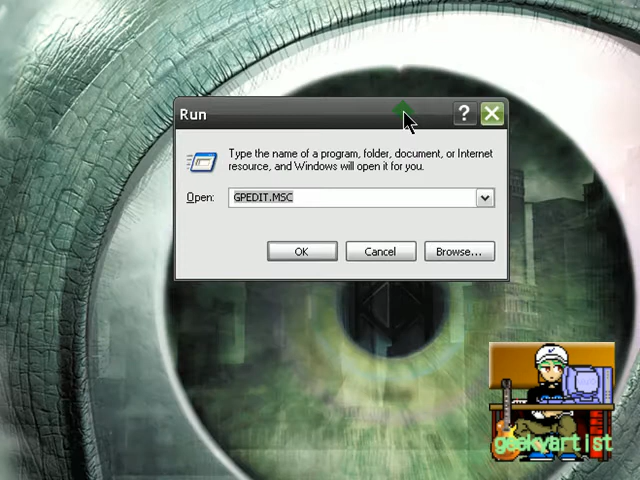 Run
Type the name of a program, folder, document, or Internet
resource, and Windows will open it for you.
Open:
GPEDIT.MSC
OK
Cancel
Browse...
geekyartist